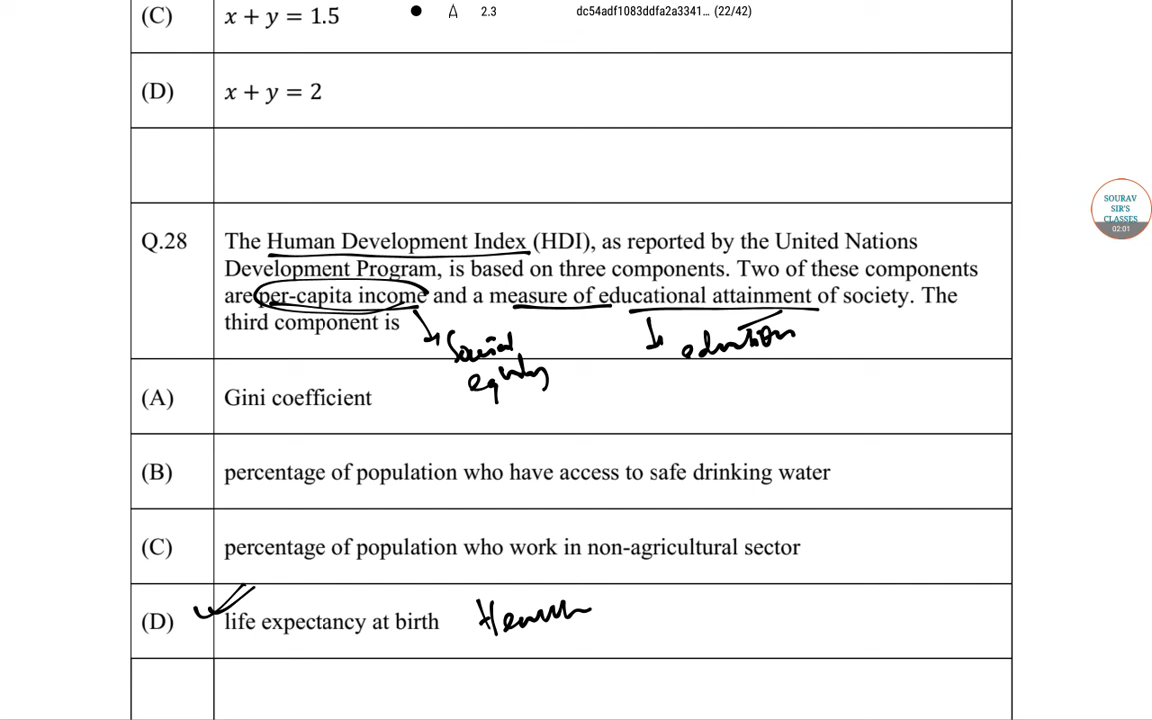 (C) x + y = 1.5
2.3 dc54adf1083ddfa2a3341... (22/42)
(D) x + y = 2
SOURAV
SIR'S
CLASSES
02:01
Q.28 The Human Development Index (HDI), as reported by the United Nations
Development Program, is based on three components. Two of these components
are per-capita income and a measure of educational attainment of society. The
third component is
Social
equity
(A) Gini coefficient
(B) percentage of population who have access to safe drinking water
(C) percentage of population who work in non-agricultural sector
(D) life expectancy at birth